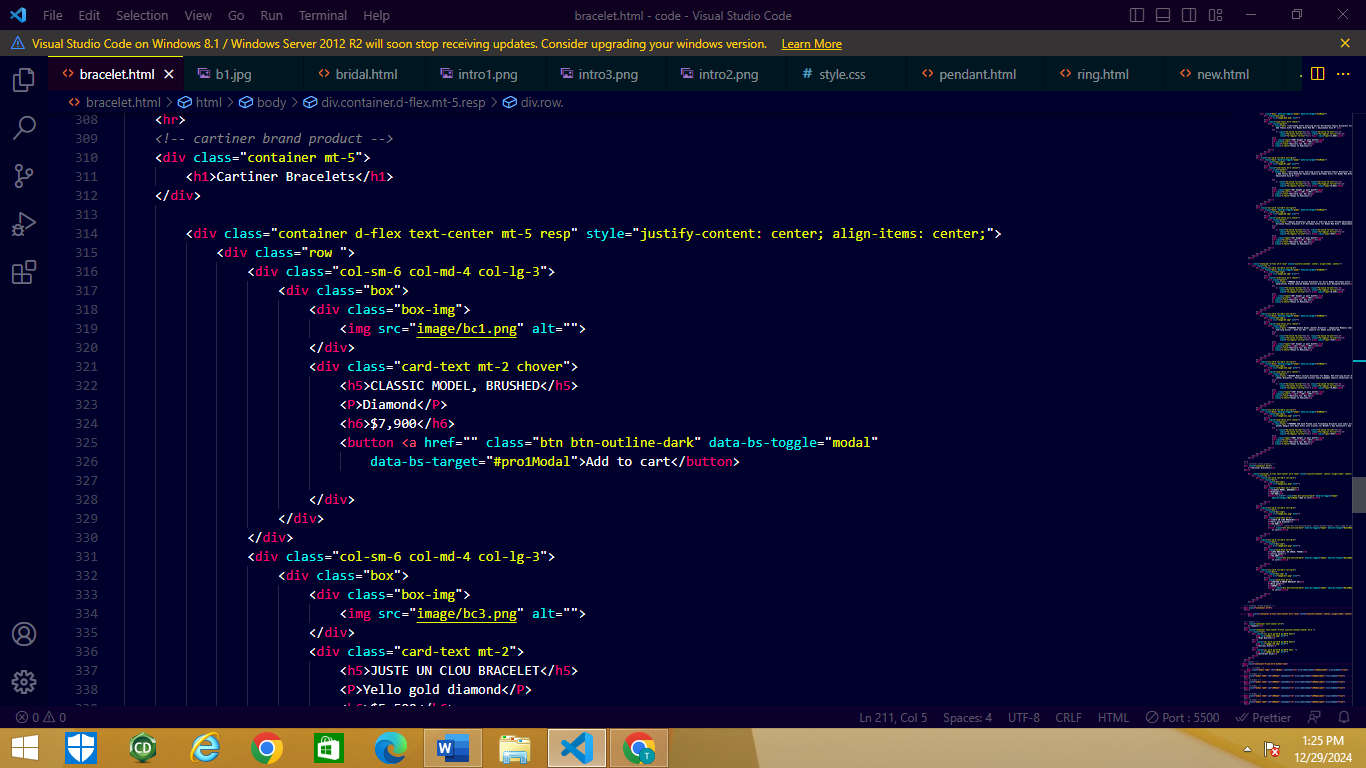 File Edit Selection View Go Run Terminal Help bracelet.html - code - Visual Studio Code
Visual Studio Code on Windows 8.1 / Windows Server 2012 R2 will soon stop receiving updates. Consider upgrading your windows version. Learn More
bracelet.html b1.jpg bridal.html intro1.png intro3.png intro2.png # style.css pendant.html ring.html new.html
bracelet.html > html > body > div.container.d-flex.mt-5.resp > div.row.
308 <hr>
309 <!-- cartiner brand product -->
310 <div class="container mt-5">
311 <h1>Cartiner Bracelets</h1>
312 </div>
313
314 <div class="container d-flex text-center mt-5 resp" style="justify-content: center; align-items: center;">
315 <div class="row ">
316 <div class="col-sm-6 col-md-4 col-lg-3">
317 <div class="box">
318 <div class="box-img">
319 <img src="image/bc1.png" alt="">
320 </div>
321 <div class="card-text mt-2 chover">
322 <h5>CLASSIC MODEL, BRUSHED</h5>
323 <P>Diamond</P>
324 <h6>$7,900</h6>
325 <button <a href="" class="btn btn-outline-dark" data-bs-toggle="modal"
326 data-bs-target="#pro1Modal">Add to cart</button>
327
328 </div>
329 </div>
330 </div>
331 <div class="col-sm-6 col-md-4 col-lg-3">
332 <div class="box">
333 <div class="box-img">
334 <img src="image/bc3.png" alt="">
335 </div>
336 <div class="card-text mt-2">
337 <h5>JUSTE UN CLOU BRACELET</h5>
338 <P>Yello gold diamond</P>
0 0 Ln 211, Col 5 Spaces: 4 UTF-8 CRLF HTML Port : 5500 Prettier
CD W T
1:25 PM
12/29/2024